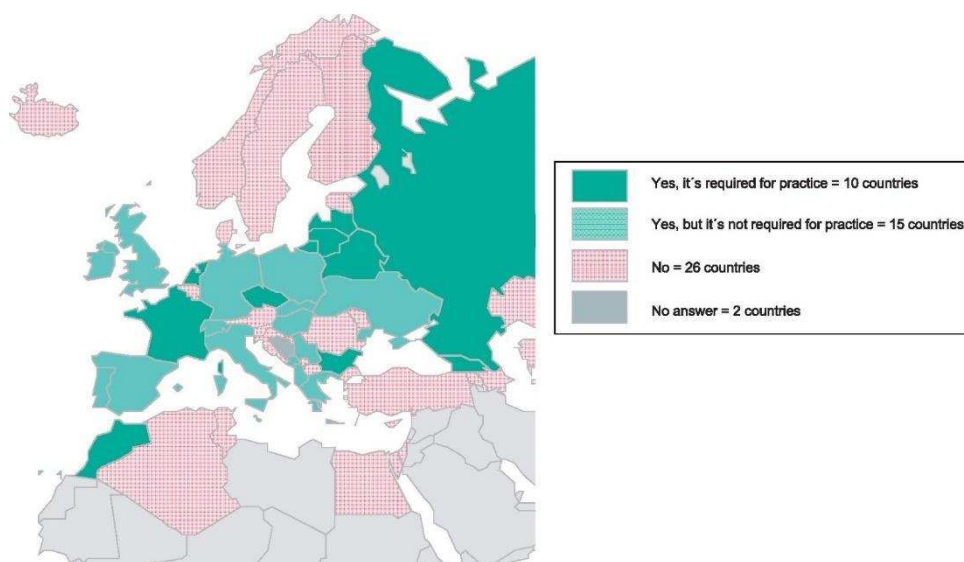 Yes, it´s required for practice = 10 countries
Yes, but it´s not required for practice = 15 countries
No = 26 countries
No answer = 2 countries